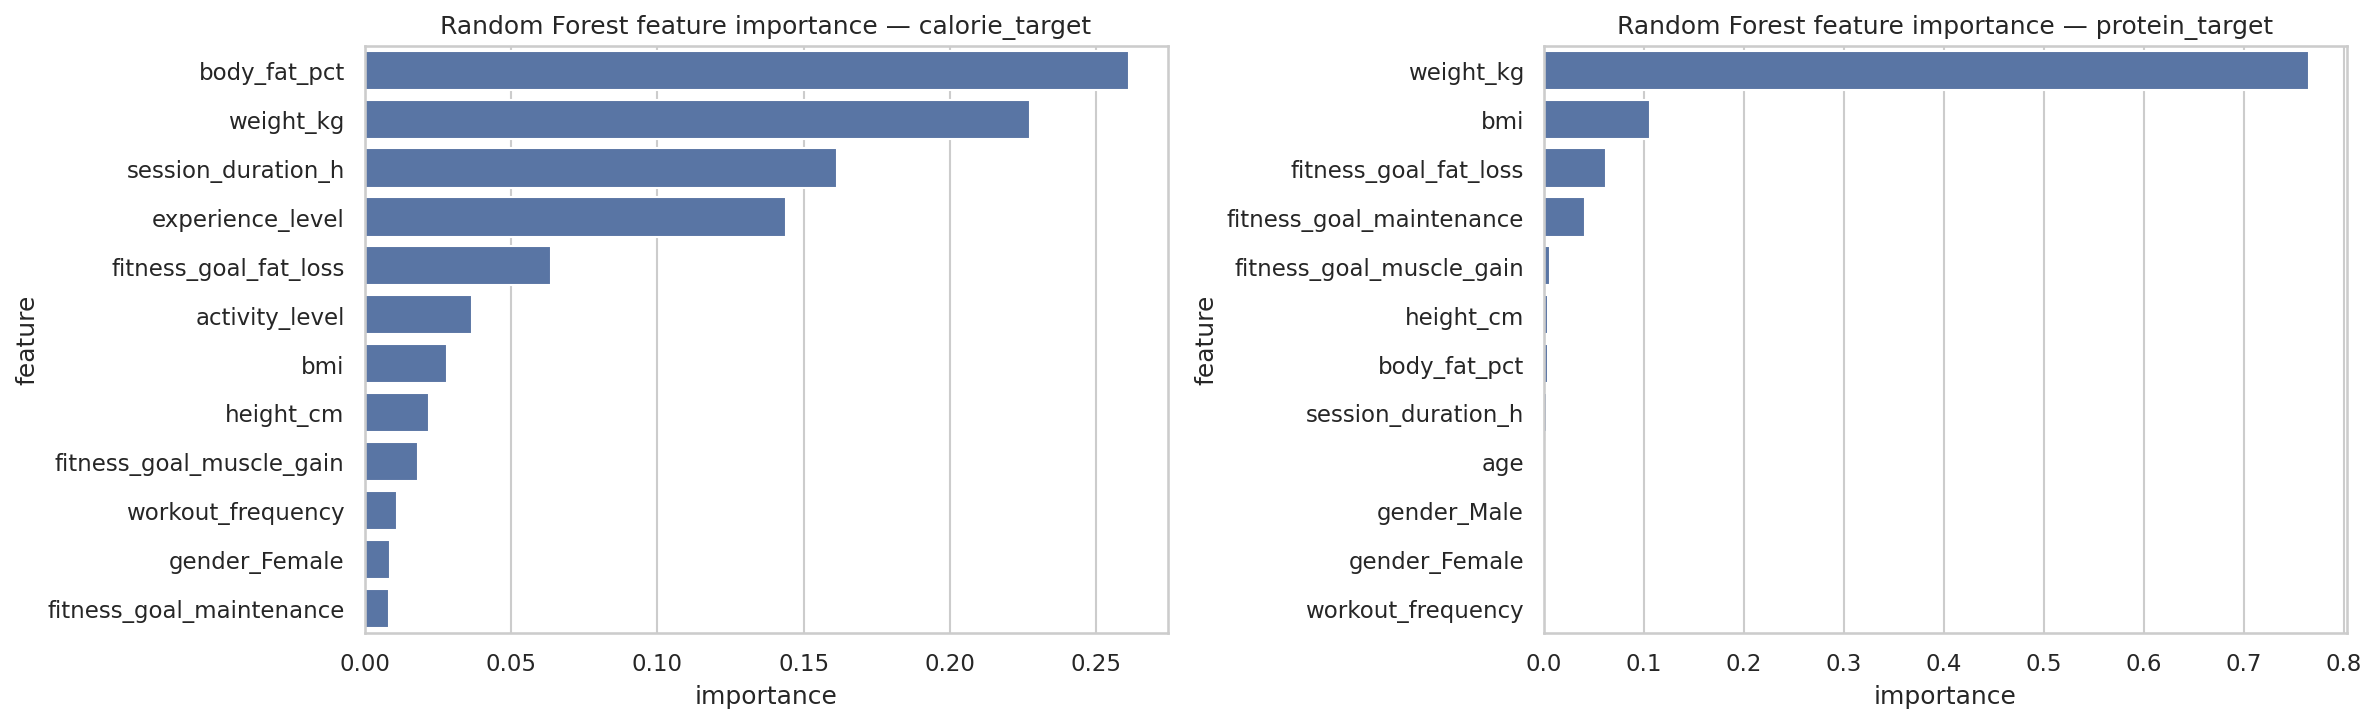 Random Forest feature importance — calorie_target
feature
body_fat_pct
weight_kg
session_duration_h
experience_level
fitness_goal_fat_loss
activity_level
bmi
height_cm
fitness_goal_muscle_gain
workout_frequency
gender_Female
fitness_goal_maintenance
0.00 0.05 0.10 0.15 0.20 0.25
importance
Random Forest feature importance — protein_target
feature
weight_kg
bmi
fitness_goal_fat_loss
fitness_goal_maintenance
fitness_goal_muscle_gain
height_cm
body_fat_pct
session_duration_h
age
gender_Male
gender_Female
workout_frequency
0.0 0.1 0.2 0.3 0.4 0.5 0.6 0.7 0.8
importance